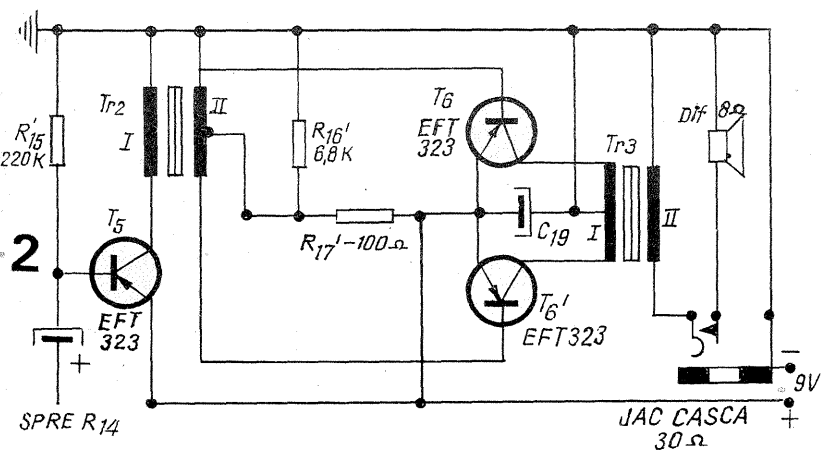 Tr2
I
II
R'15
220K
R16'
6,8K
T6
EFT
323
Dif
8Ω
Tr3
I
II
T5
2
EFT
323
R17'-100Ω
C19
T6'
EFT323
+
SPRE R14
JAC CASCA
30Ω
−
9V
+